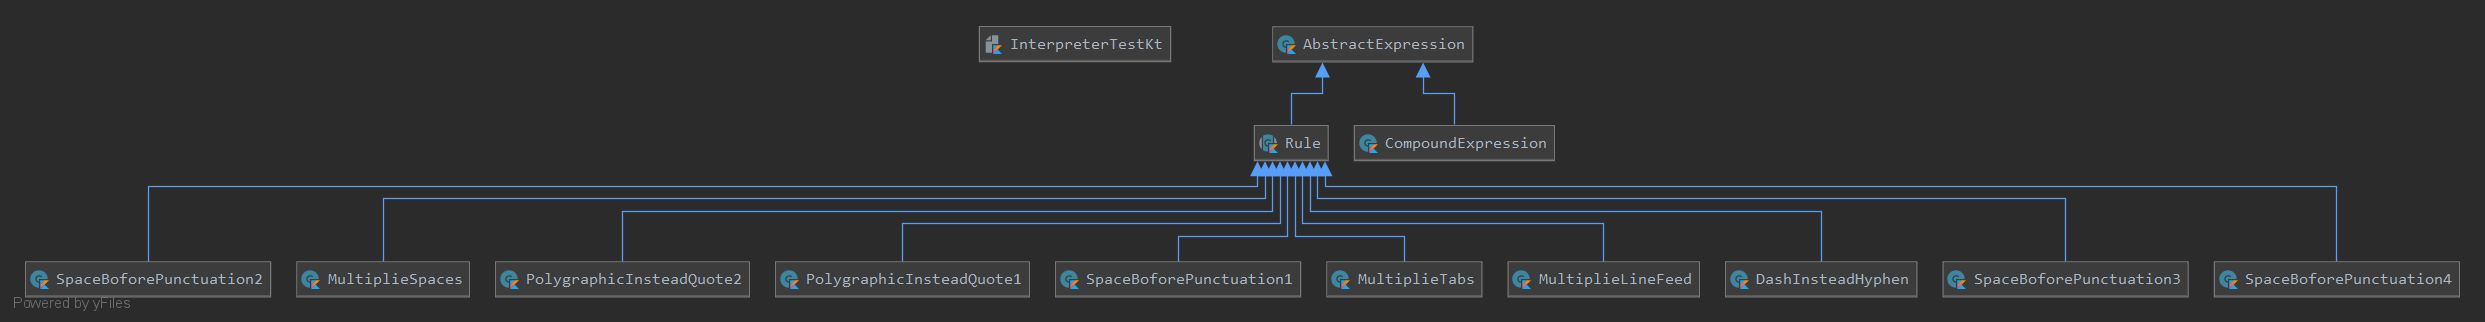 InterpreterTestKt
AbstractExpression
Rule
CompoundExpression
SpaceBoforePunctuation2
MultiplieSpaces
PolygraphicInsteadQuote2
PolygraphicInsteadQuote1
SpaceBoforePunctuation1
MultiplieTabs
MultiplieLineFeed
DashInsteadHyphen
SpaceBoforePunctuation3
SpaceBoforePunctuation4
Powered by yFiles